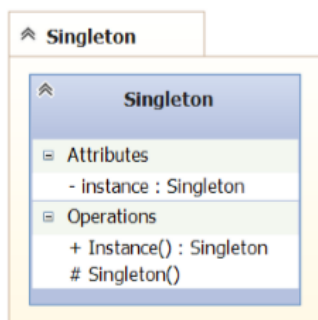 Singleton
Singleton
Attributes
- instance : Singleton
Operations
+ Instance() : Singleton
# Singleton()